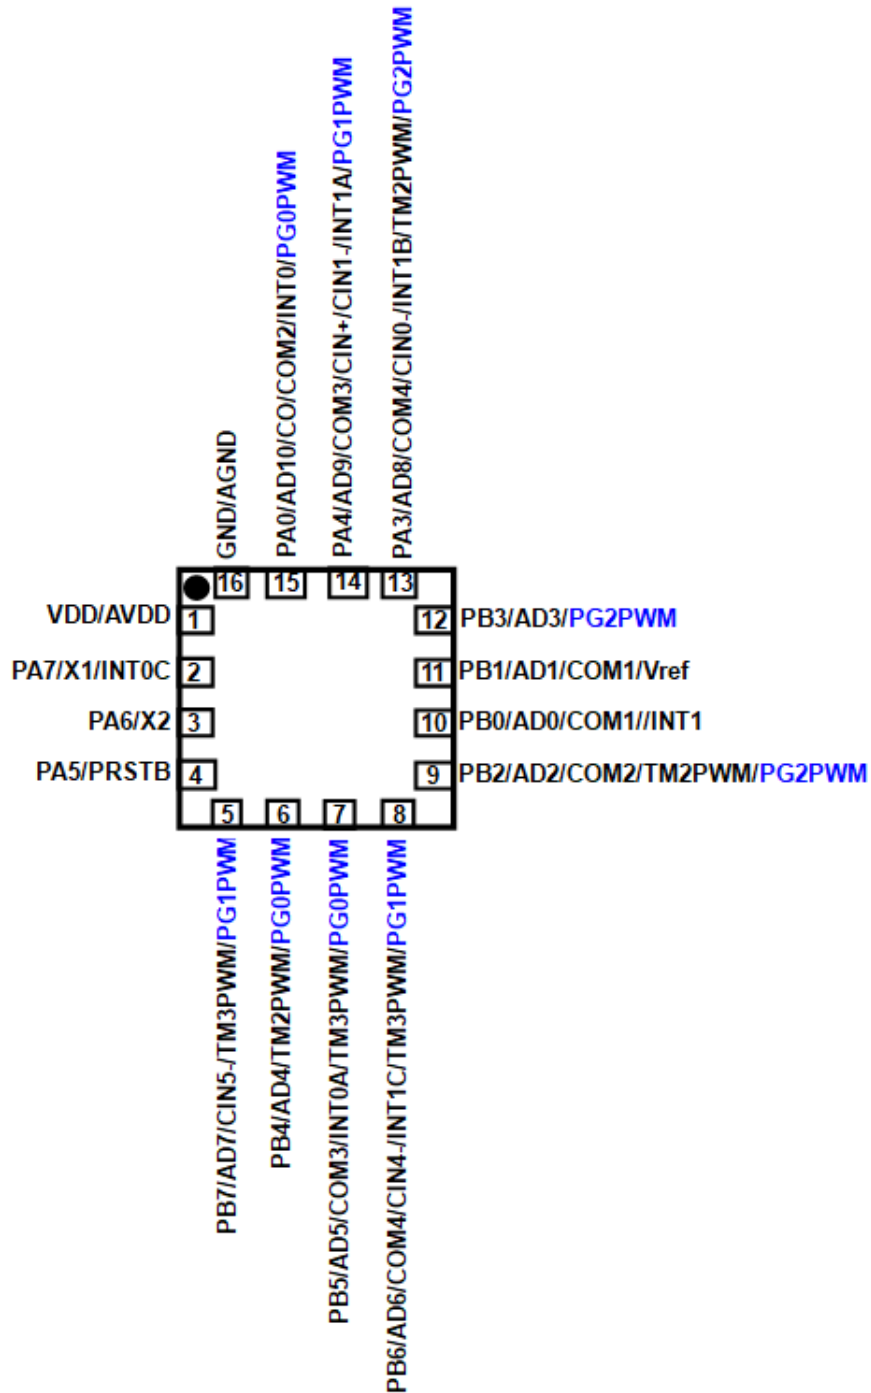 PA3/AD8/COM4/CIN0-/INT1B/TM2PWM/PG2PWM
PA4/AD9/COM3/CIN+/CIN1-/INT1A/PG1PWM
PA0/AD10/CO/COM2/INT0/PG0PWM
GND/AGND
16 15 14 13
VDD/AVDD 1
12 PB3/AD3/PG2PWM
PA7/X1/INT0C 2
11 PB1/AD1/COM1/Vref
PA6/X2 3
10 PB0/AD0/COM1//INT1
PA5/PRSTB 4
9 PB2/AD2/COM2/TM2PWM/PG2PWM
5 6 7 8
PB7/AD7/CIN5-/TM3PWM/PG1PWM
PB4/AD4/TM2PWM/PG0PWM
PB5/AD5/COM3/INT0A/TM3PWM/PG0PWM
PB6/AD6/COM4/CIN4-/INT1C/TM3PWM/PG1PWM